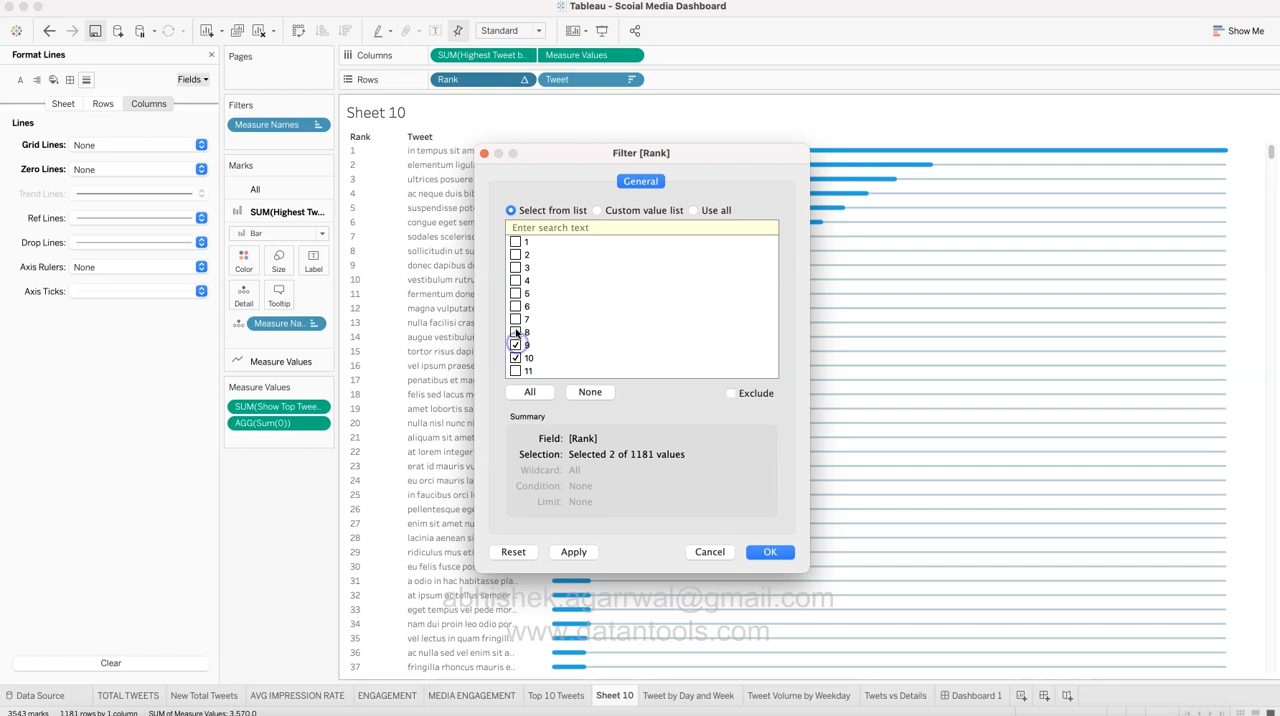 Tableau - Scoial Media Dashboard
Standard
Show Me
Format Lines
Fields
Sheet Rows Columns
Lines
Grid Lines: None
Zero Lines: None
Trend Lines:
Ref Lines:
Drop Lines:
Axis Rulers: None
Axis Ticks:
Clear
Pages
Filters
Measure Names
Marks
All
SUM(Highest Tw...
Bar
Color Size Label
Detail Tooltip
Measure Na..
Measure Values
Measure Values
SUM(Show Top Twee..
AGG(Sum(0))
Columns SUM(Highest Tweet b.. Measure Values
Rows Rank Tweet
Sheet 10
Rank Tweet
1 in tempus sit am
2 elementum ligul
3 ultrices posuere
4 ac neque duis bi
5 suspendisse pot
6 congue eget sem
7 sodales sceleris
8 sollicitudin ut su
9 donec dapibus d
10 vestibulum rutr
11 fermentum done
12 magna vulputate
13 nulla facilisi cras
14 augue vestibulum
15 tortor risus dapi
16 vel ipsum praese
17 penatibus et ma
18 felis sed lacus m
19 amet lobortis sa
20 nulla nisl nunc ni
21 aliquam sit amet
22 at lorem integer
23 erat id mauris vu
24 eu orci mauris la
25 in faucibus orci l
26 pellentesque eg
27 enim sit amet nu
28 lacinia aenean si
29 ridiculus mus et
30 eu felis fusce po
31 a odio in hac habitasse pla..
32 at ipsum ac tellus semper
33 eget tempus vel pede mor..
34 nam dui proin leo odio por..
35 vel lectus in quam fringill..
36 ac nulla sed vel enim sit a..
37 fringilla rhoncus mauris e..
Filter [Rank]
General
Select from list Custom value list Use all
Enter search text
1
2
3
4
5
6
7
8
9
10
11
All None Exclude
Summary
Field: [Rank]
Selection: Selected 2 of 1181 values
Wildcard: All
Condition: None
Limit: None
Reset Apply Cancel OK
abhishek.agarrwal@gmail.com
www.datantools.com
Data Source TOTAL TWEETS New Total Tweets AVG IMPRESSION RATE ENGAGEMENT MEDIA ENGAGEMENT Top 10 Tweets Sheet 10 Tweet by Day and Week Tweet Volume by Weekday Twets vs Details Dashboard 1
3543 marks 1181 rows by 1 column SUM of Measure Values: 3,570.0